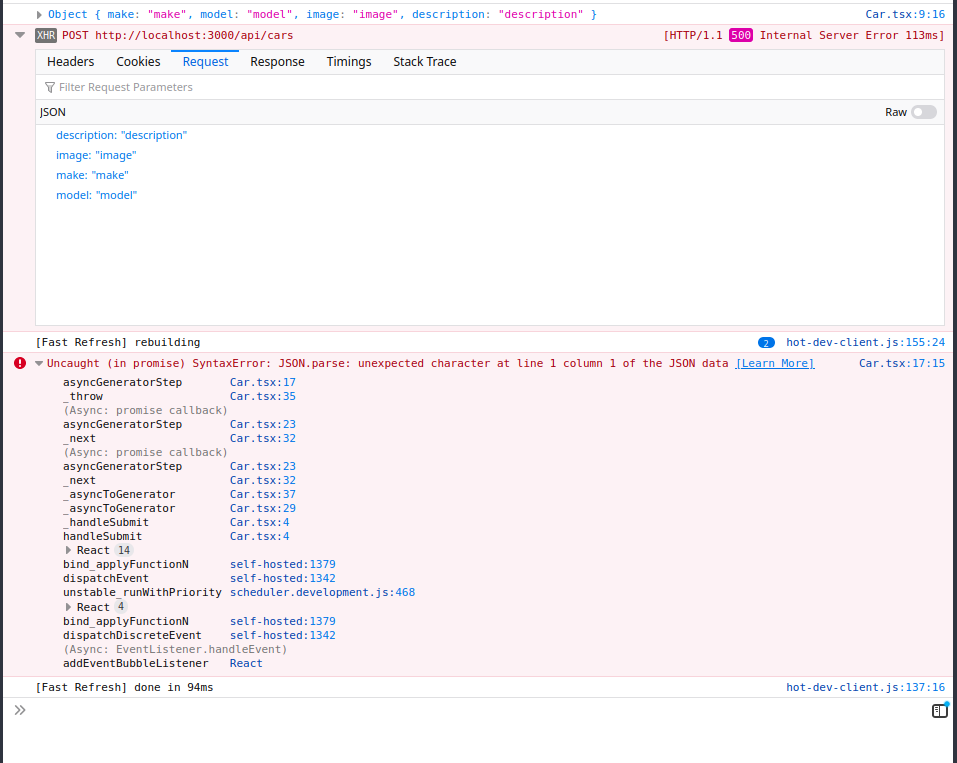 Object { make: "make", model: "model", image: "image", description: "description" } Car.tsx:9:16
XHR POST http://localhost:3000/api/cars [HTTP/1.1 500 Internal Server Error 113ms]
Headers Cookies Request Response Timings Stack Trace
Filter Request Parameters
JSON Raw
description: "description"
image: "image"
make: "make"
model: "model"
[Fast Refresh] rebuilding 2 hot-dev-client.js:155:24
Uncaught (in promise) SyntaxError: JSON.parse: unexpected character at line 1 column 1 of the JSON data [Learn More] Car.tsx:17:15
asyncGeneratorStep Car.tsx:17
_throw Car.tsx:35
(Async: promise callback)
asyncGeneratorStep Car.tsx:23
_next Car.tsx:32
(Async: promise callback)
asyncGeneratorStep Car.tsx:23
_next Car.tsx:32
_asyncToGenerator Car.tsx:37
_asyncToGenerator Car.tsx:29
_handleSubmit Car.tsx:4
handleSubmit Car.tsx:4
React 14
bind_applyFunctionN self-hosted:1379
dispatchEvent self-hosted:1342
unstable_runWithPriority scheduler.development.js:468
React 4
bind_applyFunctionN self-hosted:1379
dispatchDiscreteEvent self-hosted:1342
(Async: EventListener.handleEvent)
addEventBubbleListener React
[Fast Refresh] done in 94ms hot-dev-client.js:137:16